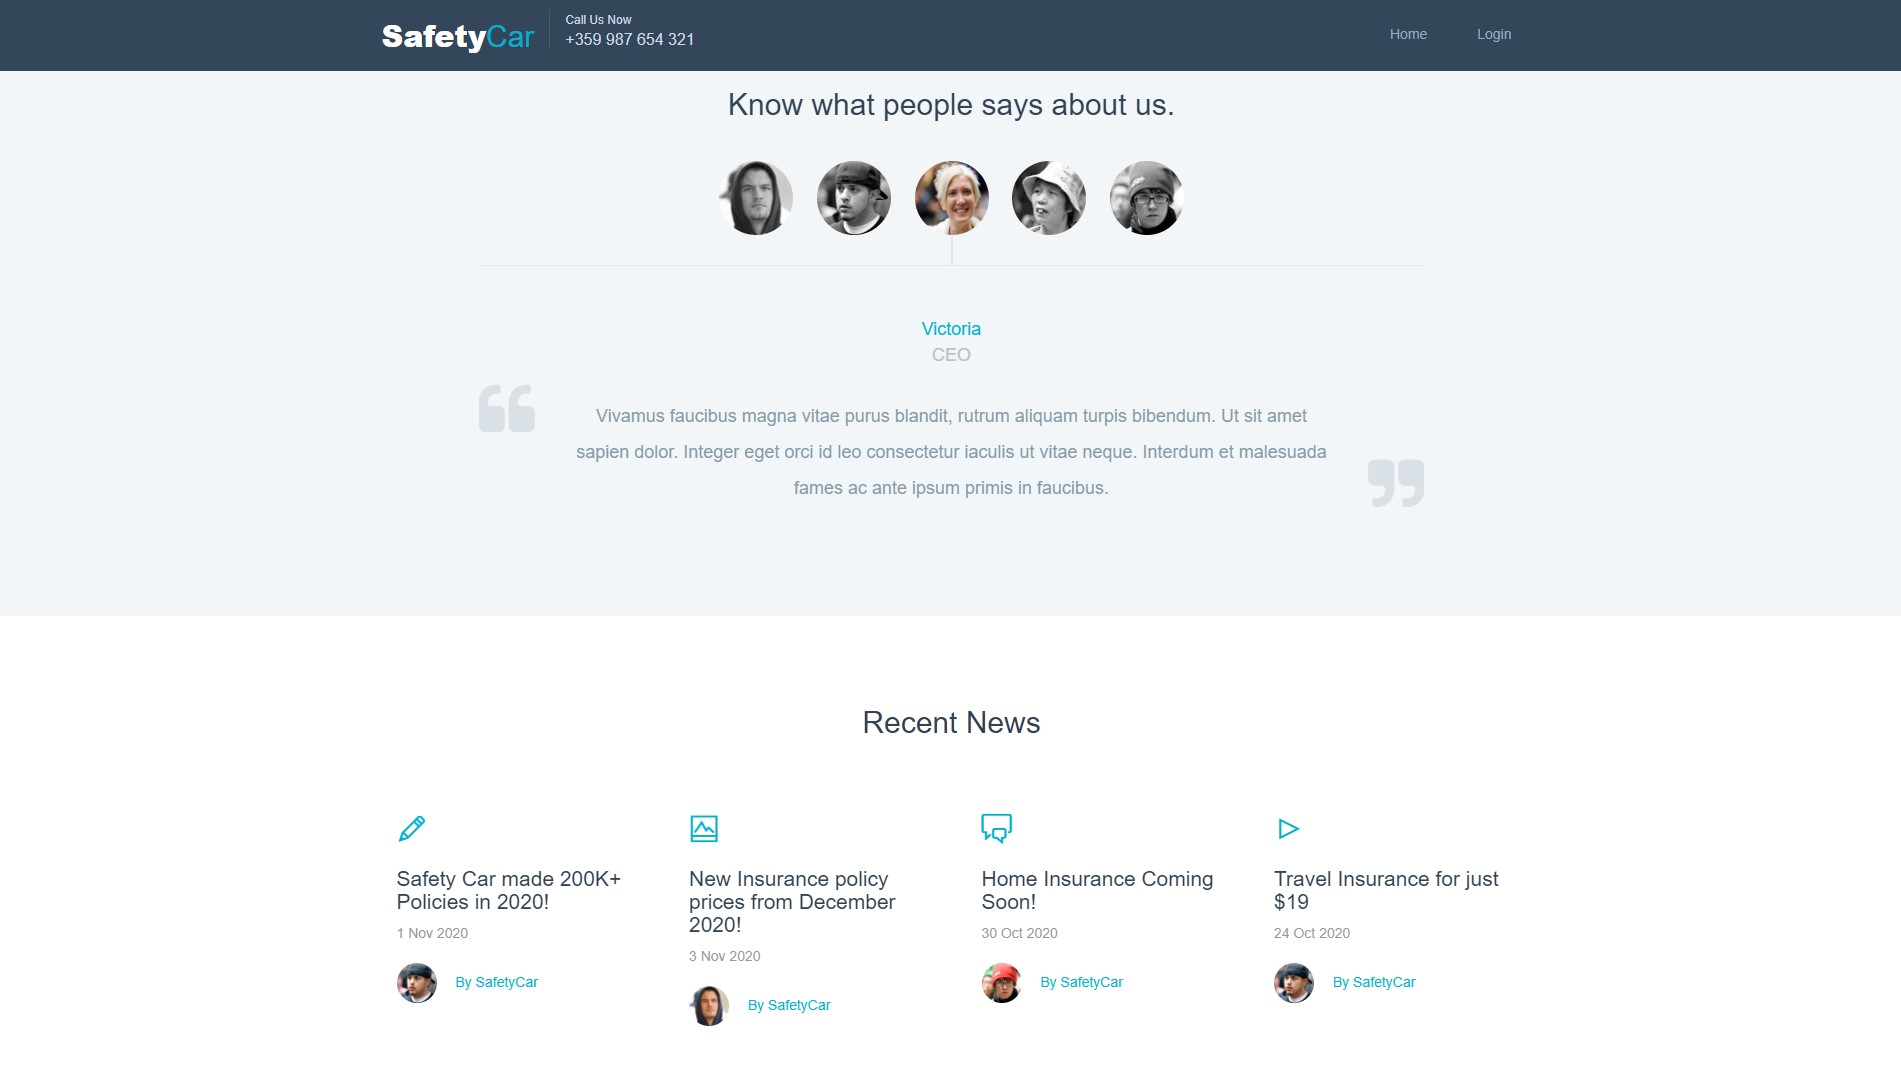 SafetyCar
Call Us Now
+359 987 654 321
Home
Login
Know what people says about us.
Victoria
CEO
Vivamus faucibus magna vitae purus blandit, rutrum aliquam turpis bibendum. Ut sit amet
sapien dolor. Integer eget orci id leo consectetur iaculis ut vitae neque. Interdum et malesuada
fames ac ante ipsum primis in faucibus.
Recent News
Safety Car made 200K+
Policies in 2020!
1 Nov 2020
By SafetyCar
New Insurance policy
prices from December
2020!
3 Nov 2020
By SafetyCar
Home Insurance Coming
Soon!
30 Oct 2020
By SafetyCar
Travel Insurance for just
$19
24 Oct 2020
By SafetyCar